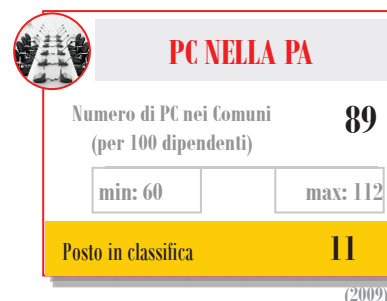 PC NELLA PA
Numero di PC nei Comuni 89
(per 100 dipendenti)
min: 60 max: 112
Posto in classifica 11
(2009)